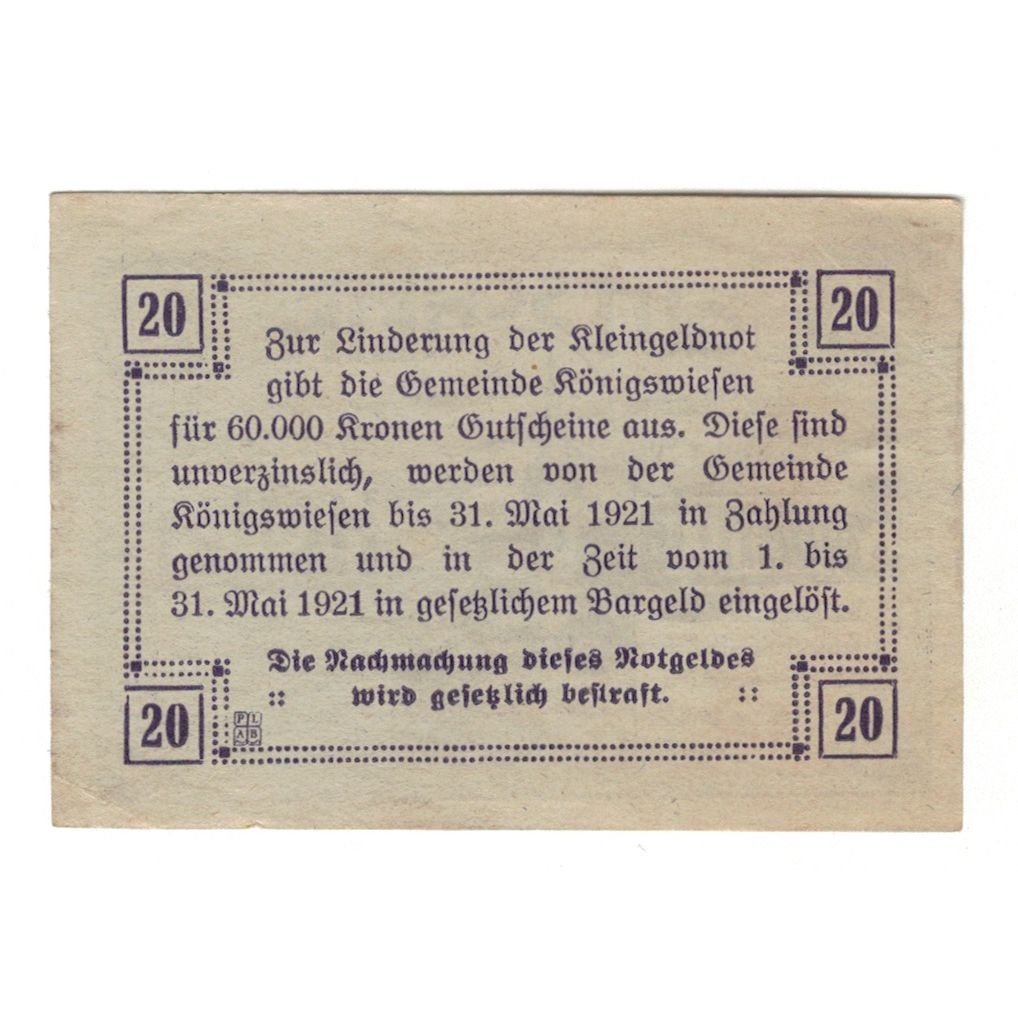 20 20
Zur Linderung der Kleingeldnot
gibt die Gemeinde Königswiesen
für 60.000 Kronen Gutscheine aus. Diese sind
unverzinslich, werden von der Gemeinde
Königswiesen bis 31. Mai 1921 in Zahlung
genommen und in der Zeit vom 1. bis
31. Mai 1921 in gesetzlichem Bargeld eingelöst.
Die Nachmachung dieses Notgeldes
:: wird gesetzlich bestraft. ::
20 20
P L
A B